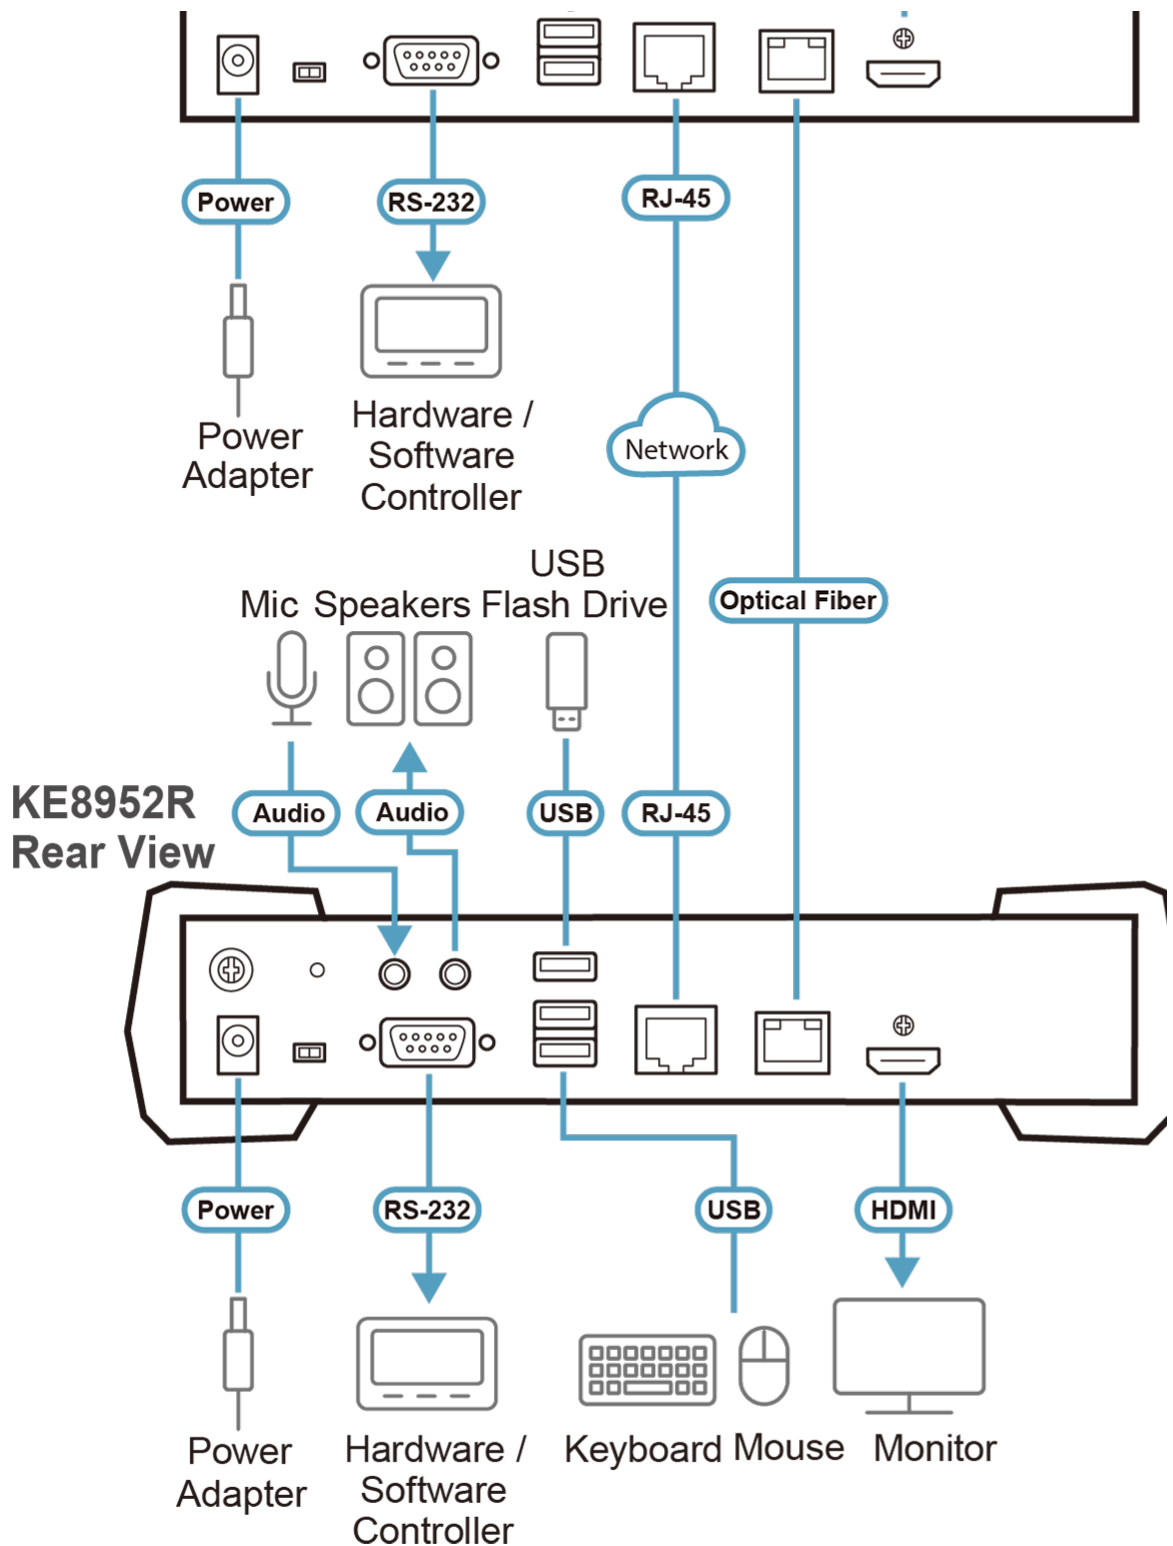 Power
RS-232
RJ-45
Power
Adapter
Hardware /
Software
Controller
Network
Optical Fiber
Mic
Speakers
USB
Flash Drive
KE8952R
Rear View
Audio
Audio
USB
RJ-45
Power
RS-232
USB
HDMI
Power
Adapter
Hardware /
Software
Controller
Keyboard
Mouse
Monitor